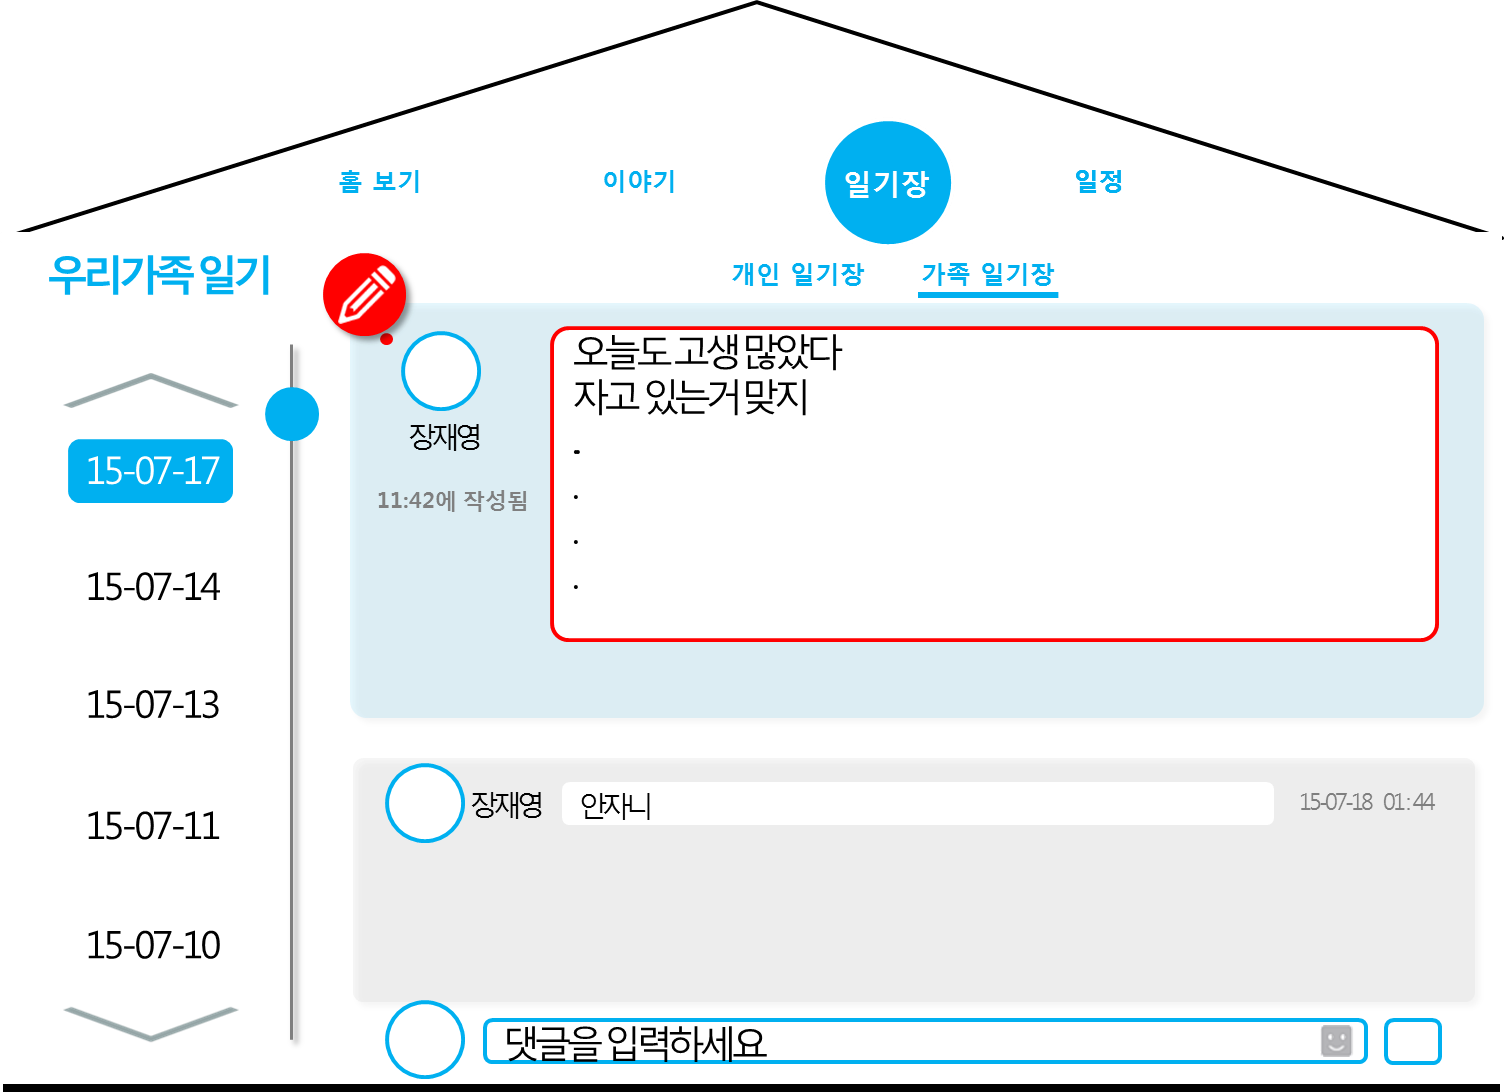 홈 보기
이야기
일기장
일정
우리가족 일기
개인 일기장
가족 일기장
15-07-17
15-07-14
15-07-13
15-07-11
15-07-10
장재영
11:42에 작성됨
오늘도 고생 많았다
자고 있는거 맞지
.
.
.
.
장재영
안자니
15-07-18 01:44
댓글을 입력하세요